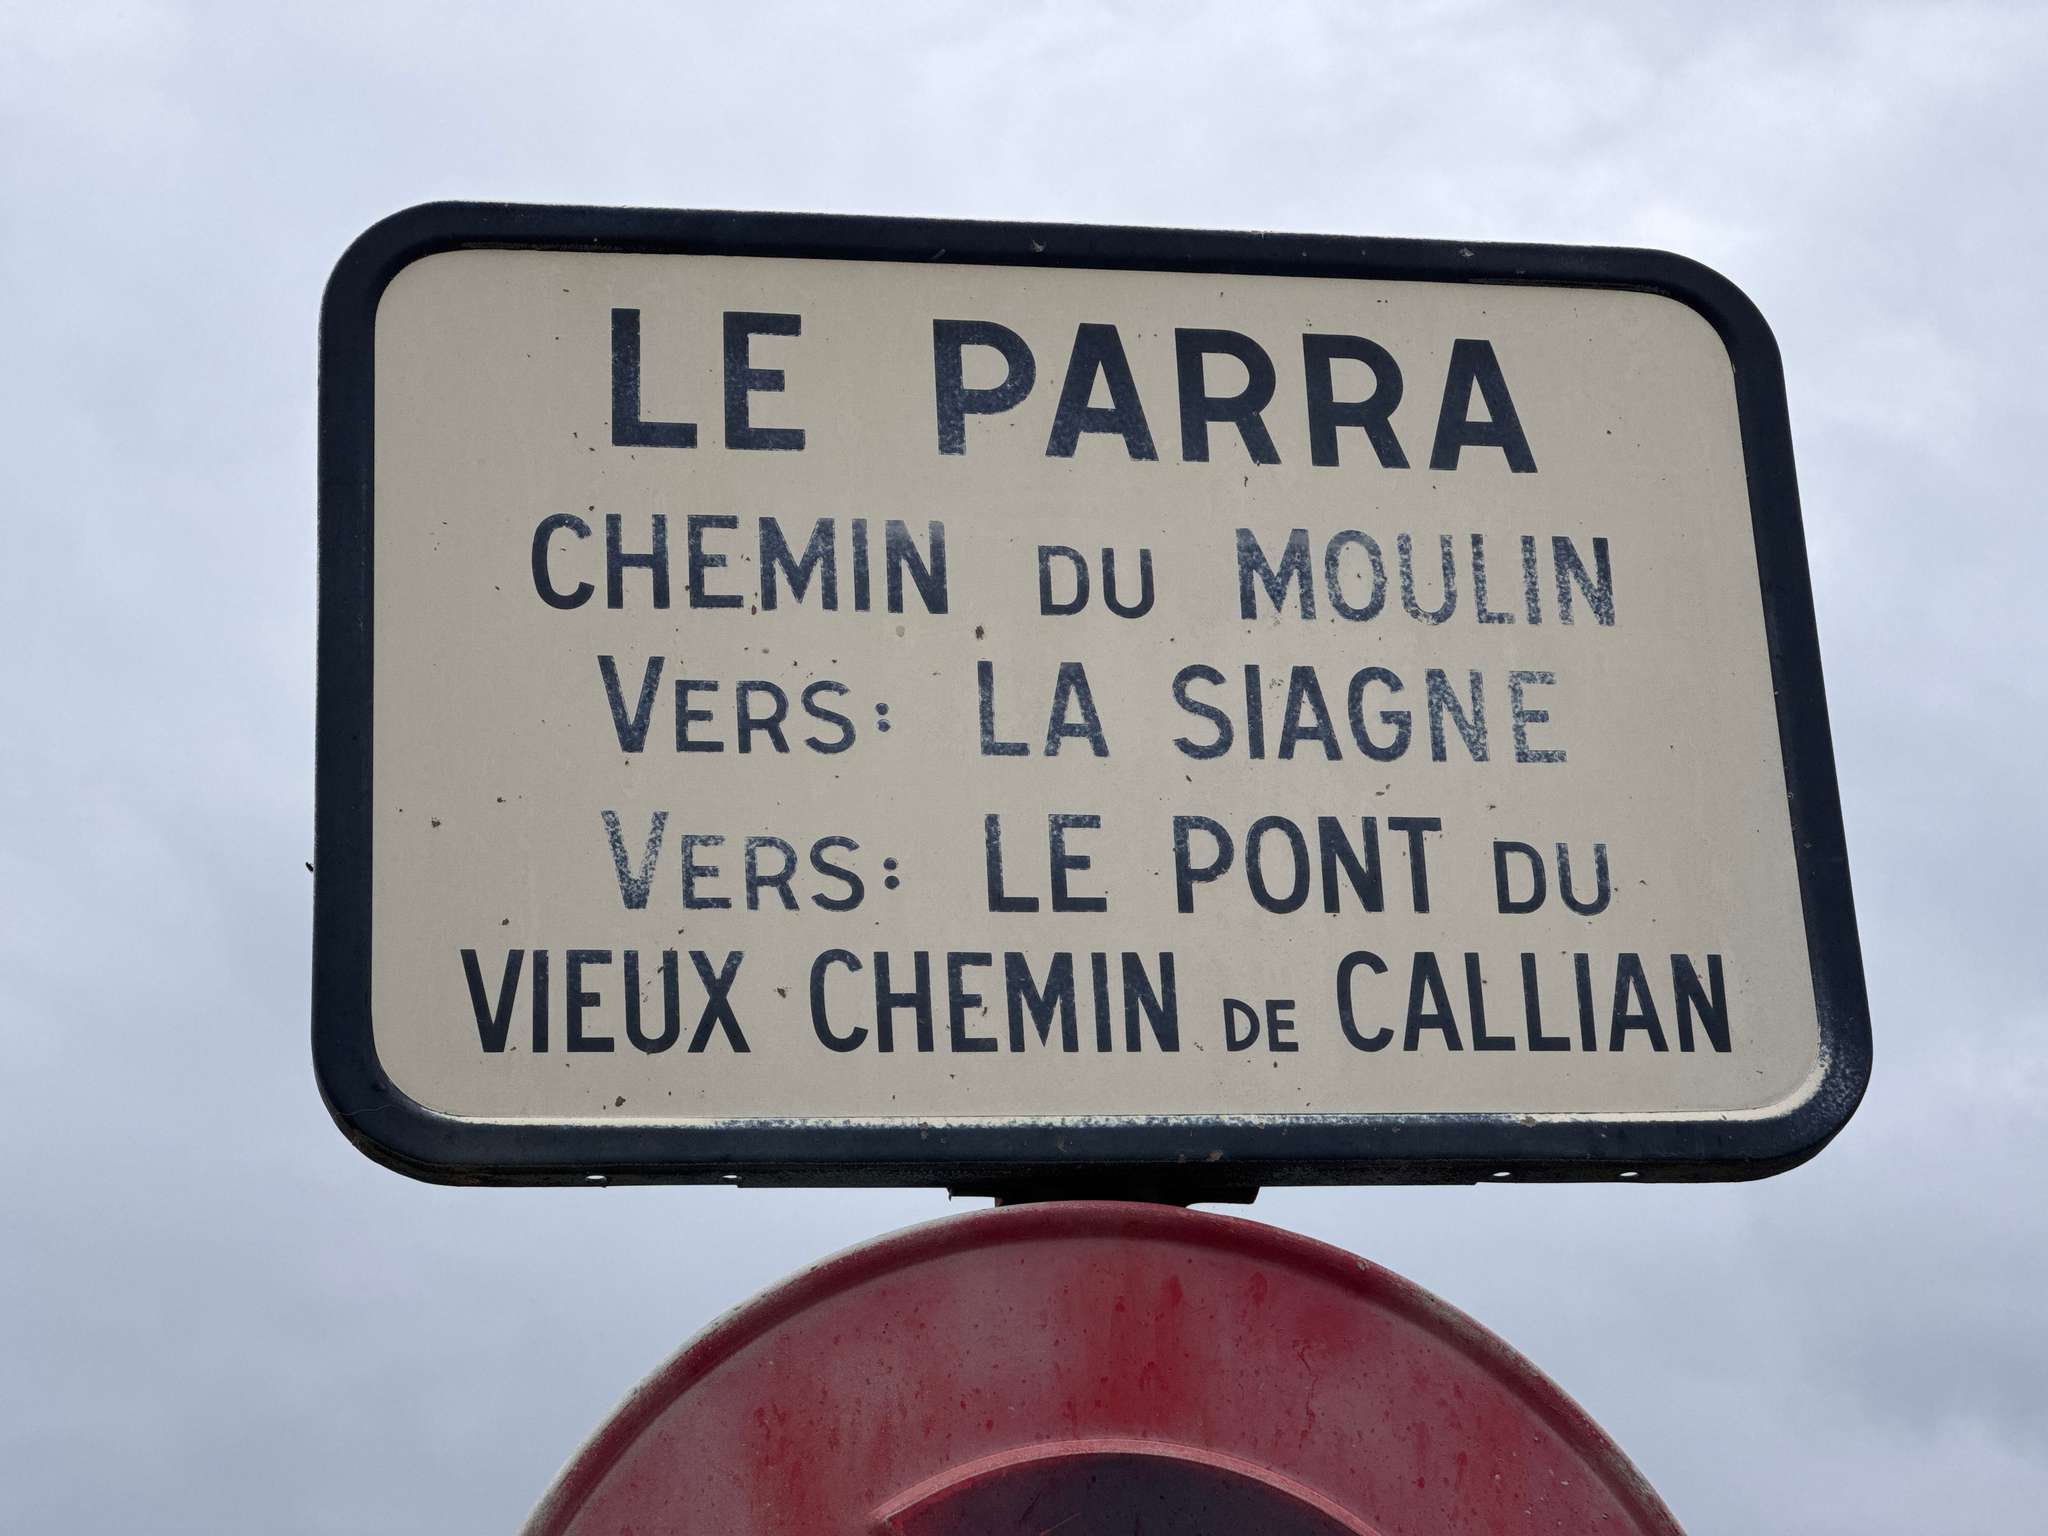 LE PARRA
CHEMIN DU MOULIN
VERS: LA SIAGNE
VERS: LE PONT DU
VIEUX CHEMIN DE CALLIAN